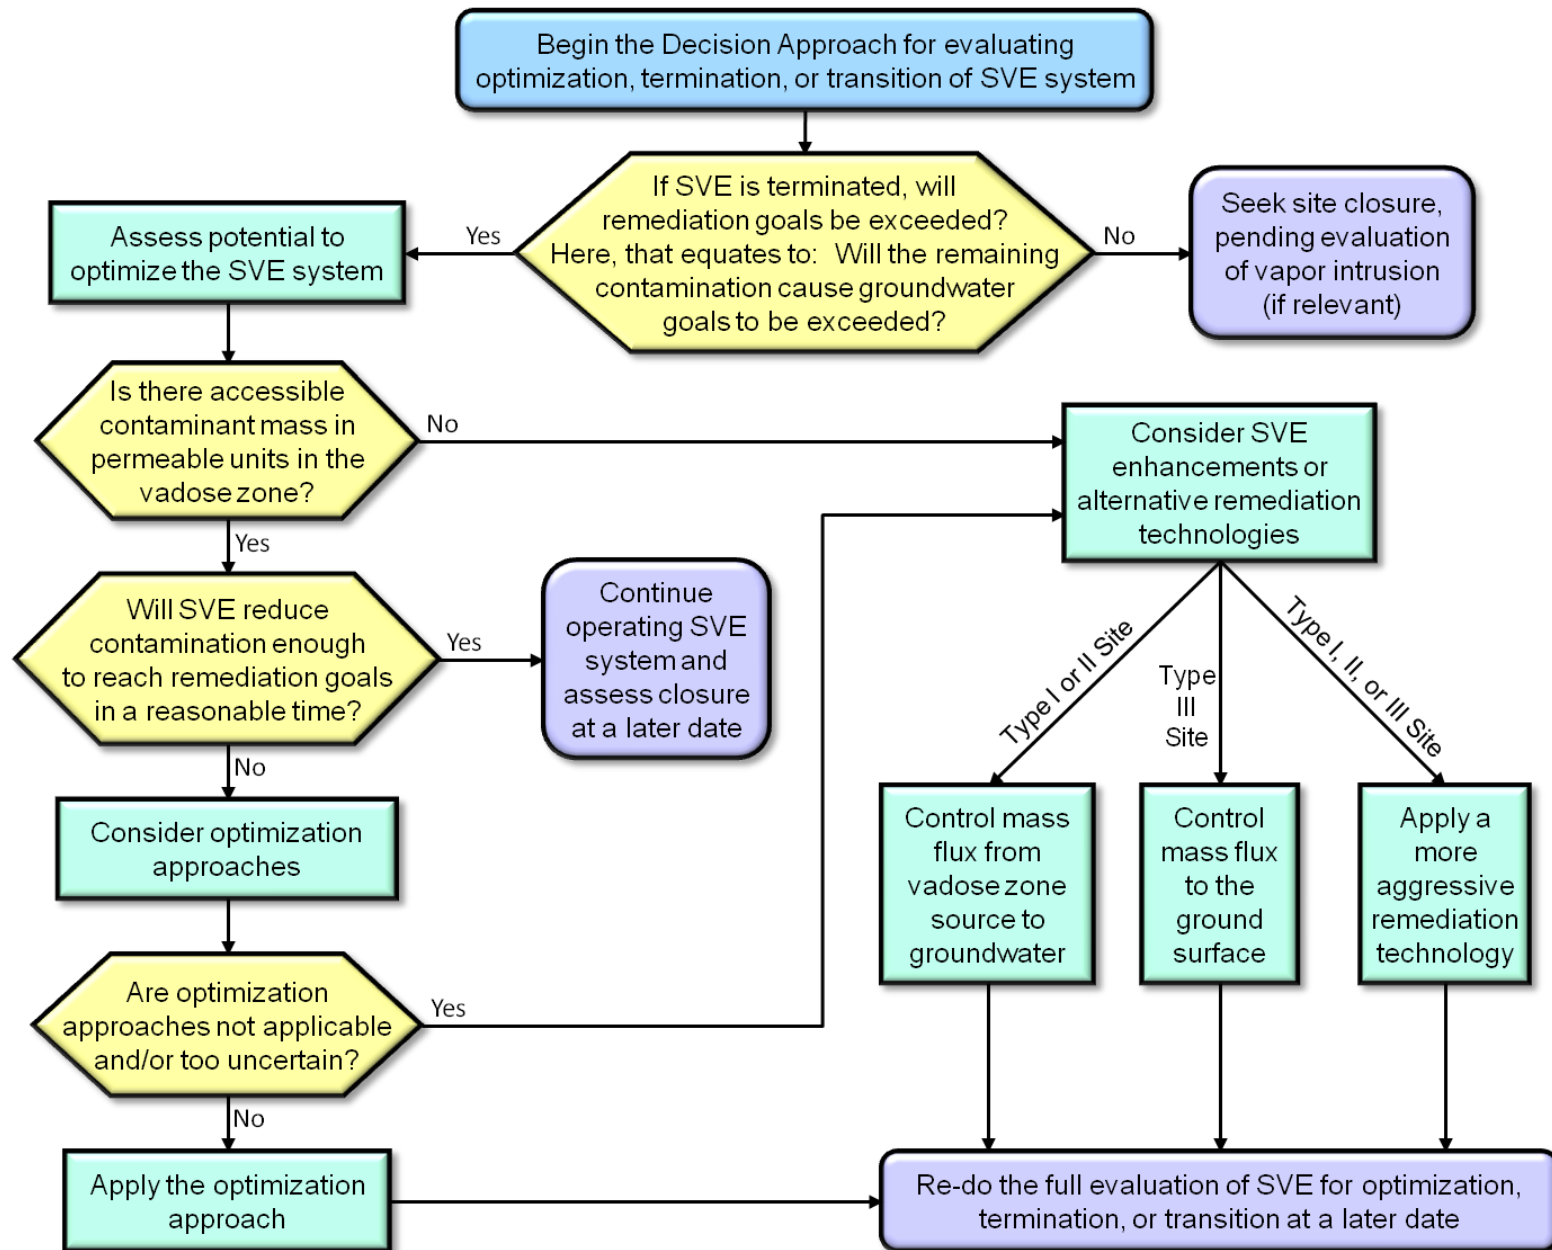 Begin the Decision Approach for evaluating
optimization, termination, or transition of SVE system
If SVE is terminated, will
remediation goals be exceeded?
Here, that equates to: Will the remaining
contamination cause groundwater
goals to be exceeded?
Yes
No
Assess potential to
optimize the SVE system
Seek site closure,
pending evaluation
of vapor intrusion
(if relevant)
Is there accessible
contaminant mass in
permeable units in the
vadose zone?
No
Yes
Consider SVE
enhancements or
alternative remediation
technologies
Will SVE reduce
contamination enough
to reach remediation goals
in a reasonable time?
Yes
No
Continue
operating SVE
system and
assess closure
at a later date
Type I or II Site
Type
III
Site
Type I, II, or III Site
Consider optimization
approaches
Control mass
flux from
vadose zone
source to
groundwater
Control
mass flux
to the
ground
surface
Apply a
more
aggressive
remediation
technology
Are optimization
approaches not applicable
and/or too uncertain?
Yes
No
Apply the optimization
approach
Re-do the full evaluation of SVE for optimization,
termination, or transition at a later date